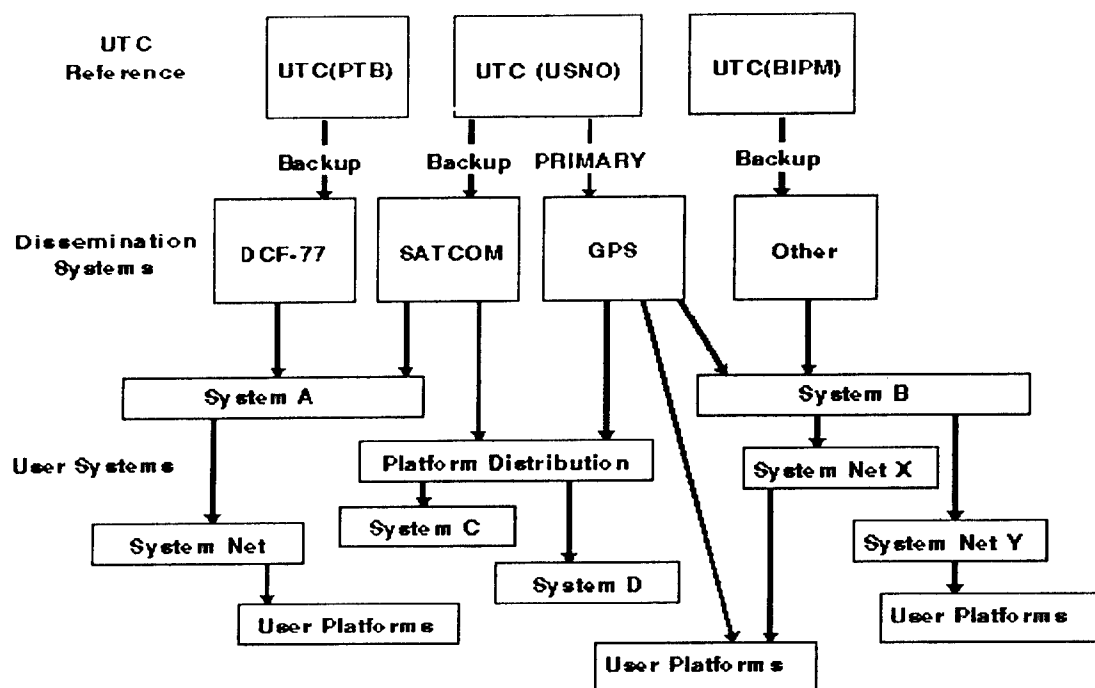 UTC
Reference
UTC(PTB)
UTC (USNO)
UTC(BIPM)
Backup
Backup
PRIMARY
Backup
Dissemination
Systems
DCF-77
SATCOM
GPS
Other
System A
System B
User Systems
Platform Distribution
System Net X
System C
System Net
System Net Y
System D
User Platforms
User Platforms
User Platforms